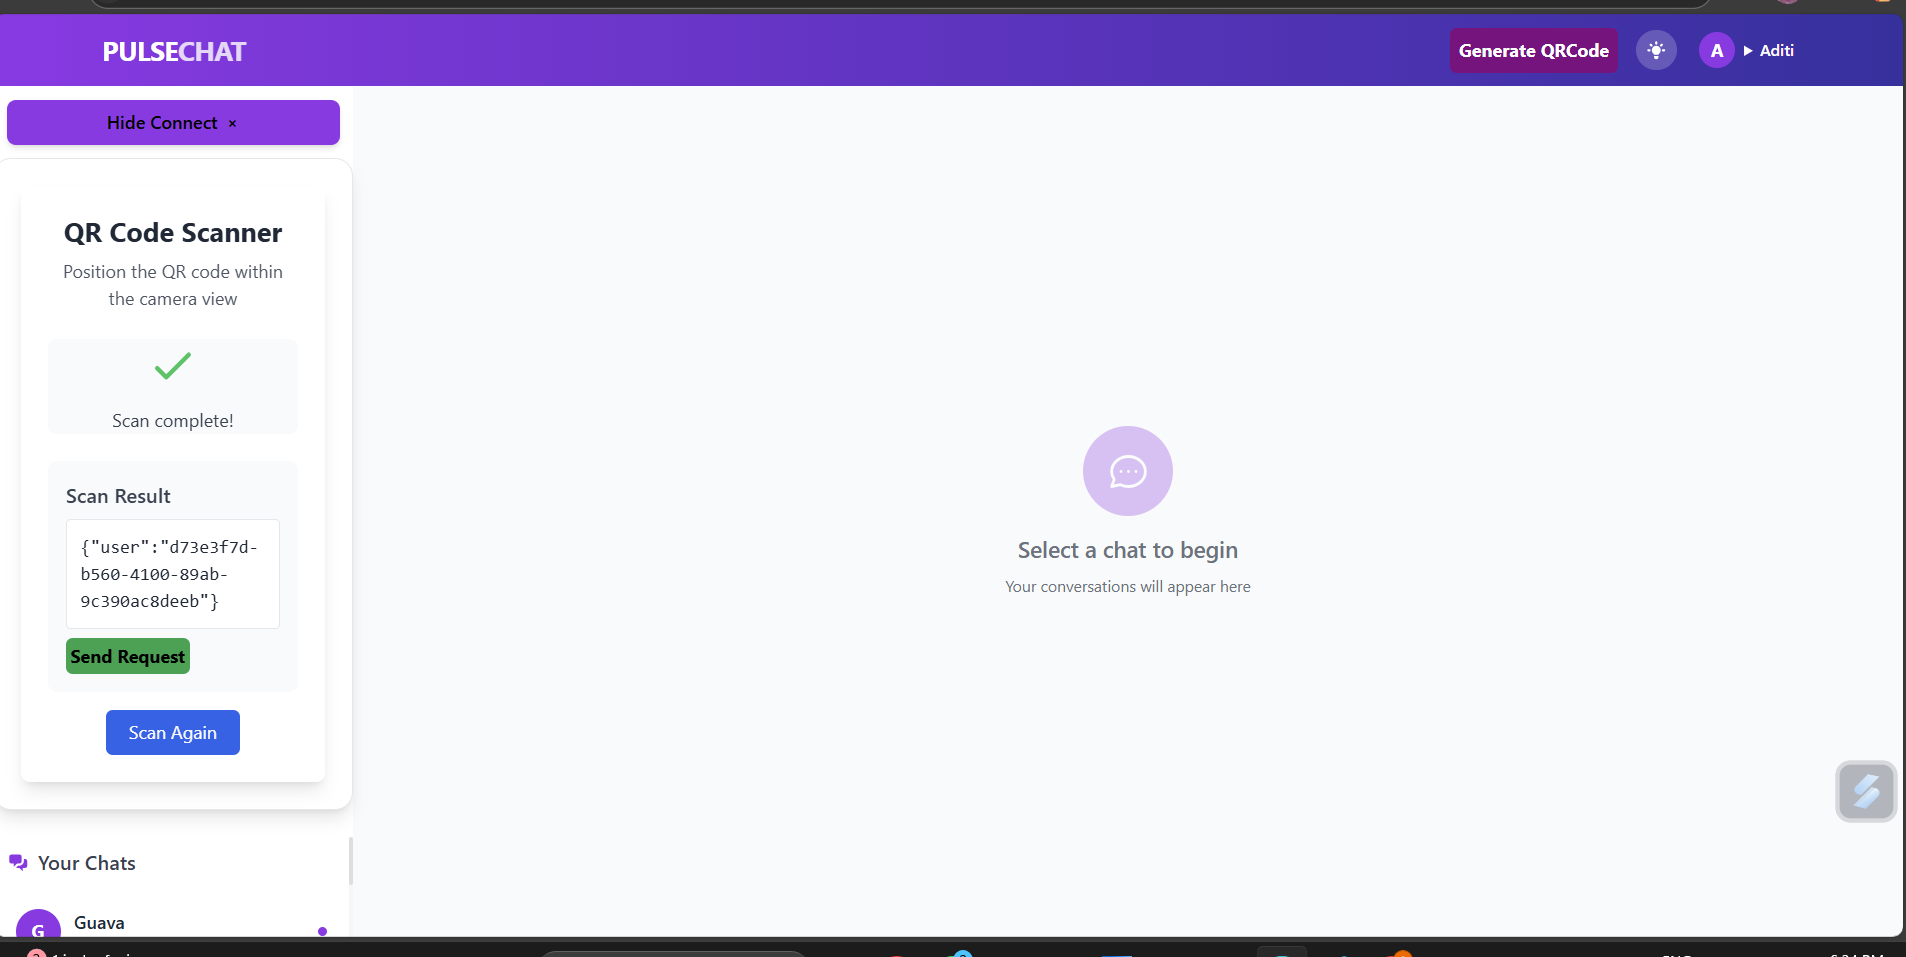 PULSECHAT
Generate QRCode
A
Aditi
Hide Connect ×
QR Code Scanner
Position the QR code within
the camera view
Scan complete!
Scan Result
{"user":"d73e3f7d-
b560-4100-89ab-
9c390ac8deeb"}
Send Request
Scan Again
Your Chats
G
Guava
Select a chat to begin
Your conversations will appear here